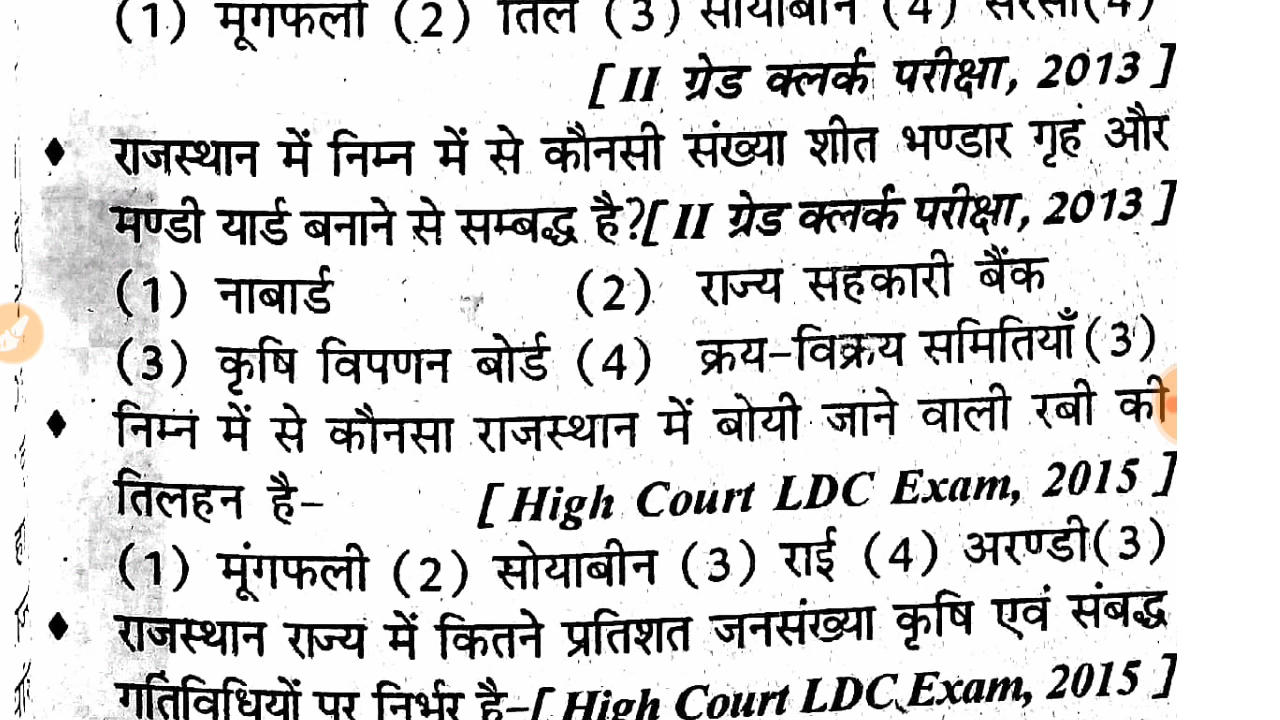 (1) मूंगफली (2) तिल (3) सोयाबीन (4) सरसों(4)
[ II ग्रेड क्लर्क परीक्षा, 2013 ]
♦ राजस्थान में निम्न में से कौनसी संख्या शीत भण्डार गृह और
मण्डी यार्ड बनाने से सम्बद्ध है?[ II ग्रेड क्लर्क परीक्षा, 2013 ]
(1) नाबार्ड (2) राज्य सहकारी बैंक
(3) कृषि विपणन बोर्ड (4) क्रय-विक्रय समितियाँ(3)
♦ निम्न में से कौनसा राजस्थान में बोयी जाने वाली रबी की
तिलहन है- [ High Court LDC Exam, 2015 ]
(1) मूंगफली (2) सोयाबीन (3) राई (4) अरण्डी(3)
♦ राजस्थान राज्य में कितने प्रतिशत जनसंख्या कृषि एवं संबद्ध
गतिविधियों पर निर्भर है-[ High Court LDC Exam, 2015 ]